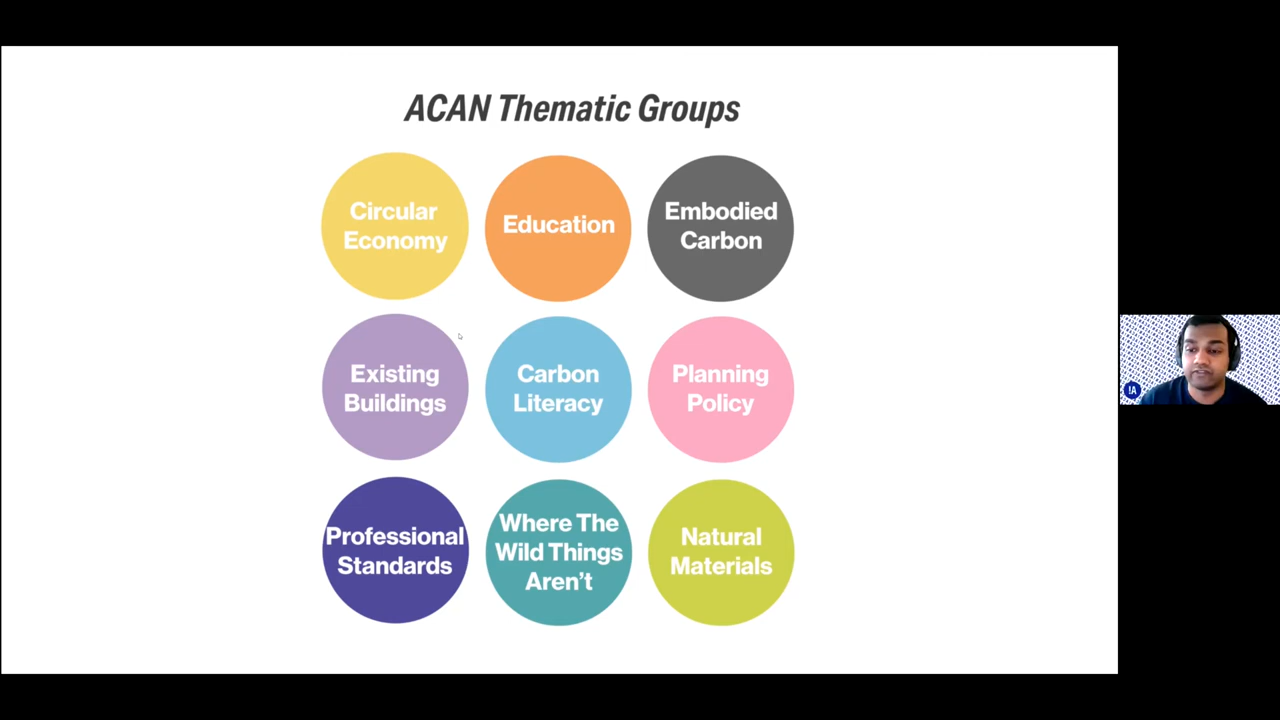 ACAN Thematic Groups
Circular
Economy
Education
Embodied
Carbon
Existing
Buildings
Carbon
Literacy
Planning
Policy
Professional
Standards
Where The
Wild Things
Aren't
Natural
Materials
!A